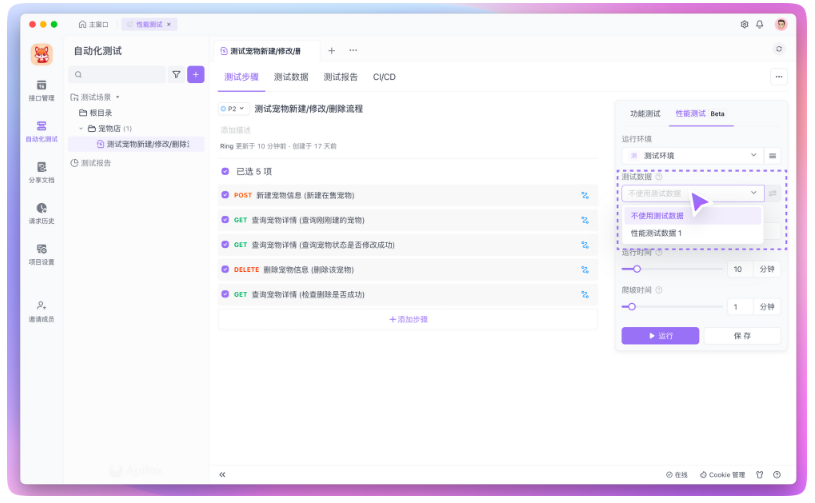 主窗口
性能测试 ×
自动化测试
测试宠物新建/修改/删
测试步骤 测试数据 测试报告 CI/CD
接口管理
自动化测试
分享文档
请求历史
项目设置
邀请成员
测试场景
根目录
宠物店 (1)
测试宠物新建/修改/删除
测试报告
P2 测试宠物新建/修改/删除流程
添加描述
Ring 更新于 10 分钟前 · 创建于 17 天前
已选 5 项
POST 新建宠物信息 (新建在售宠物)
GET 查询宠物详情 (查询刚刚建的宠物)
GET 查询宠物详情 (查询宠物状态是否修改成功)
DELETE 删除宠物信息 (删除该宠物)
GET 查询宠物详情 (检查删除是否成功)
+ 添加步骤
功能测试 性能测试 Beta
运行环境
测试环境
测试数据
不使用测试数据
不使用测试数据
性能测试数据 1
运行时间
10 分钟
爬坡时间
1 分钟
运行 保存
Apifox
在线 Cookie 管理